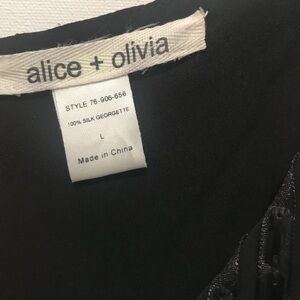 alice + olivia
STYLE 76-906-656
100% SILK GEORGETTE
L
Made in China